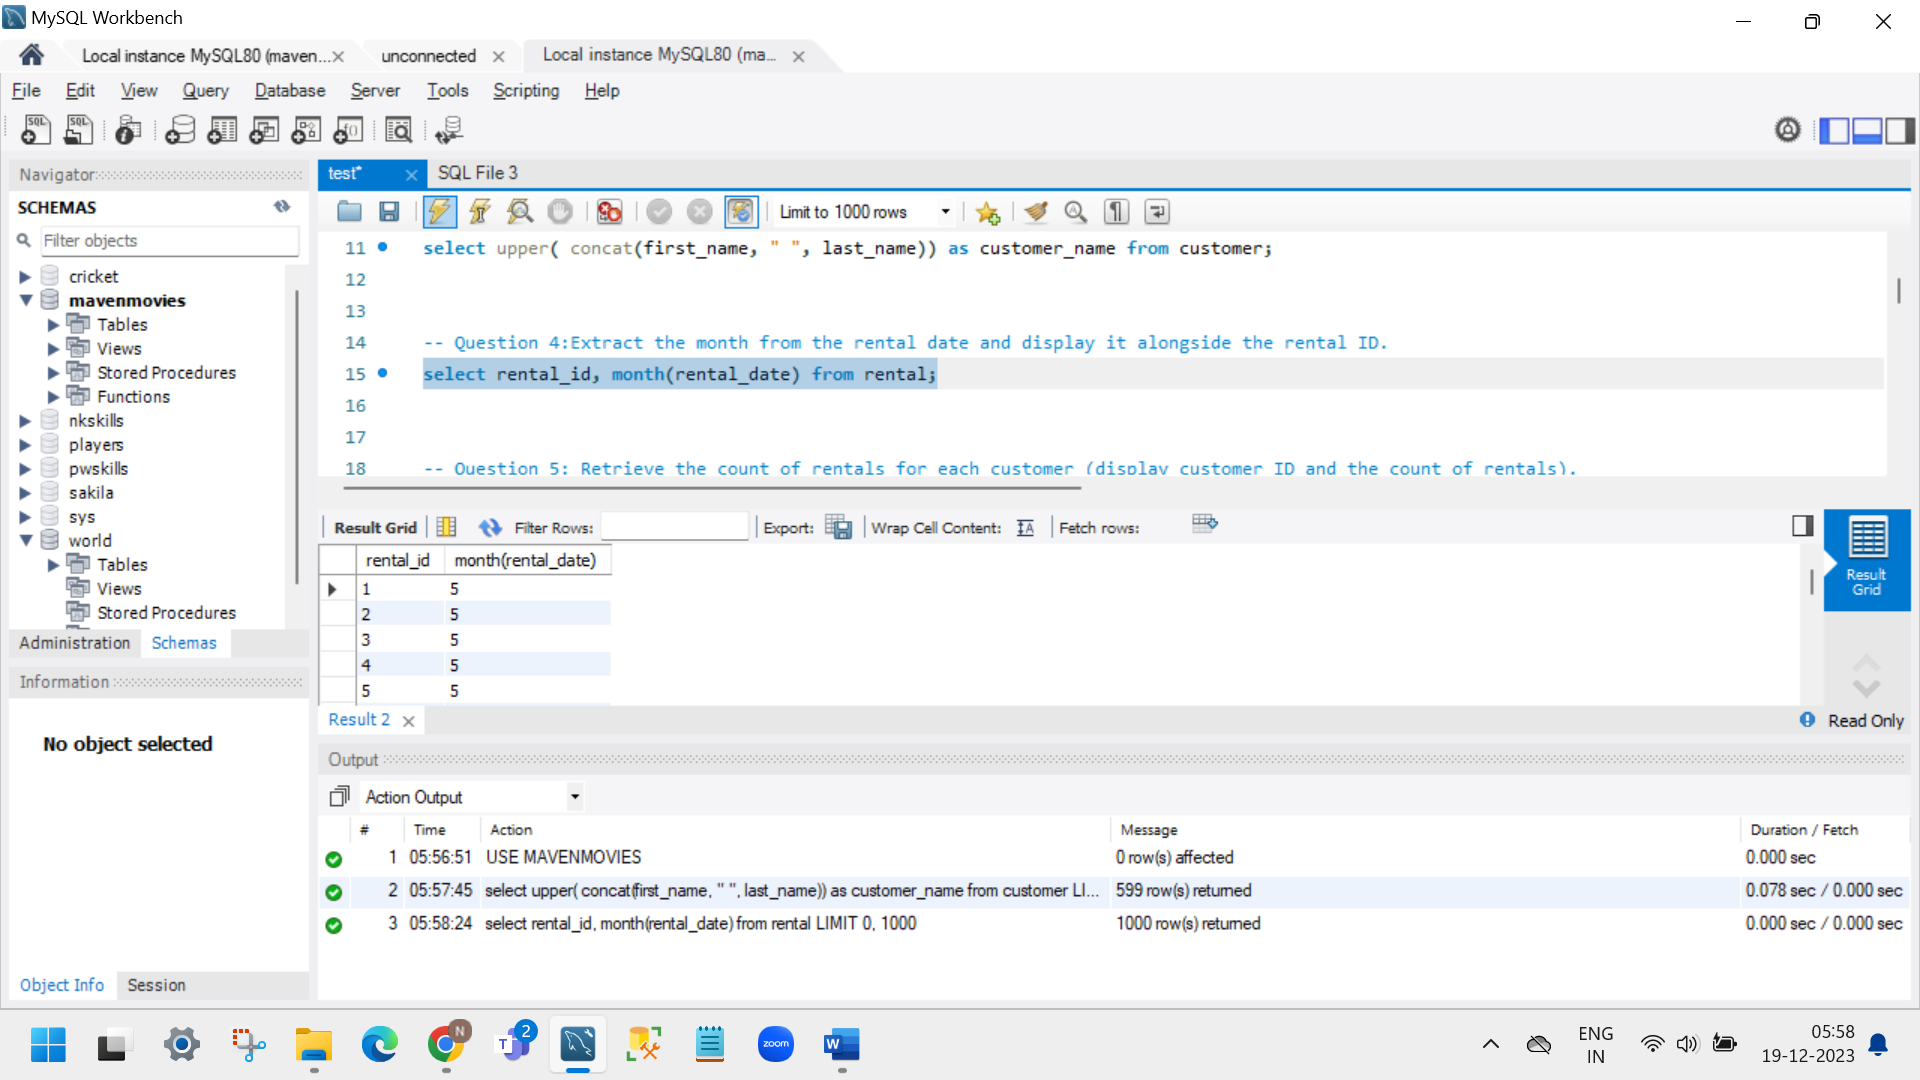 MySQL Workbench
Local instance MySQL80 (maven... unconnected Local instance MySQL80 (ma...
File Edit View Query Database Server Tools Scripting Help
Navigator
SCHEMAS
Filter objects
cricket
mavenmovies
Tables
Views
Stored Procedures
Functions
nkskills
players
pwskills
sakila
sys
world
Tables
Views
Stored Procedures
Administration Schemas
Information
No object selected
Object Info Session
test* SQL File 3
Limit to 1000 rows
11 select upper( concat(first_name, " ", last_name)) as customer_name from customer;
12
13
14 -- Question 4:Extract the month from the rental date and display it alongside the rental ID.
15 select rental_id, month(rental_date) from rental;
16
17
18 -- Question 5: Retrieve the count of rentals for each customer (display customer ID and the count of rentals).
Result Grid Filter Rows: Export: Wrap Cell Content: Fetch rows:
rental_id month(rental_date)
1 5
2 5
3 5
4 5
5 5
Result Grid
Result 2 Read Only
Output
Action Output
# Time Action Message Duration / Fetch
1 05:56:51 USE MAVENMOVIES 0 row(s) affected 0.000 sec
2 05:57:45 select upper( concat(first_name, " ", last_name)) as customer_name from customer LI... 599 row(s) returned 0.078 sec / 0.000 sec
3 05:58:24 select rental_id, month(rental_date) from rental LIMIT 0, 1000 1000 row(s) returned 0.000 sec / 0.000 sec
N 2 zoom W
ENG
IN
05:58
19-12-2023